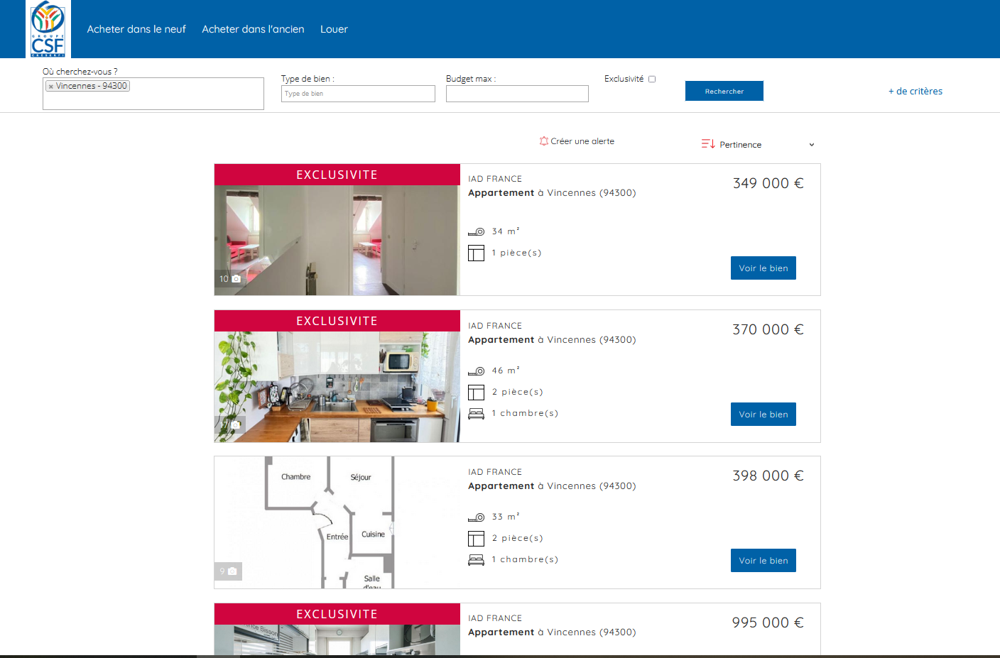 GROUPE
CSF
CRESERFI
Acheter dans le neuf
Acheter dans l'ancien
Louer
Où cherchez-vous ?
× Vincennes - 94300
Type de bien :
Type de bien
Budget max :
Exclusivité
Rechercher
+ de critères
Créer une alerte
Pertinence
EXCLUSIVITE
10
IAD FRANCE
Appartement à Vincennes (94300)
349 000 €
34 m²
1 pièce(s)
Voir le bien
EXCLUSIVITE
17
IAD FRANCE
Appartement à Vincennes (94300)
370 000 €
46 m²
2 pièce(s)
1 chambre(s)
Voir le bien
Chambre
Séjour
Entrée
Cuisine
Salle
d'eau
9
IAD FRANCE
Appartement à Vincennes (94300)
398 000 €
33 m²
2 pièce(s)
1 chambre(s)
Voir le bien
EXCLUSIVITE
IAD FRANCE
Appartement à Vincennes (94300)
995 000 €